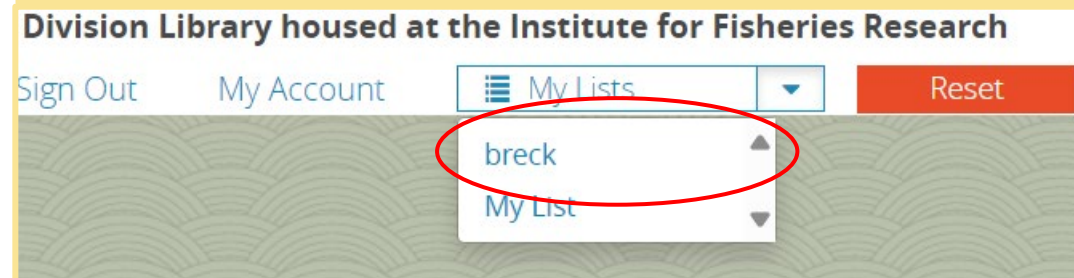 Division Library housed at the Institute for Fisheries Research
Sign Out My Account My Lists Reset
breck
My List